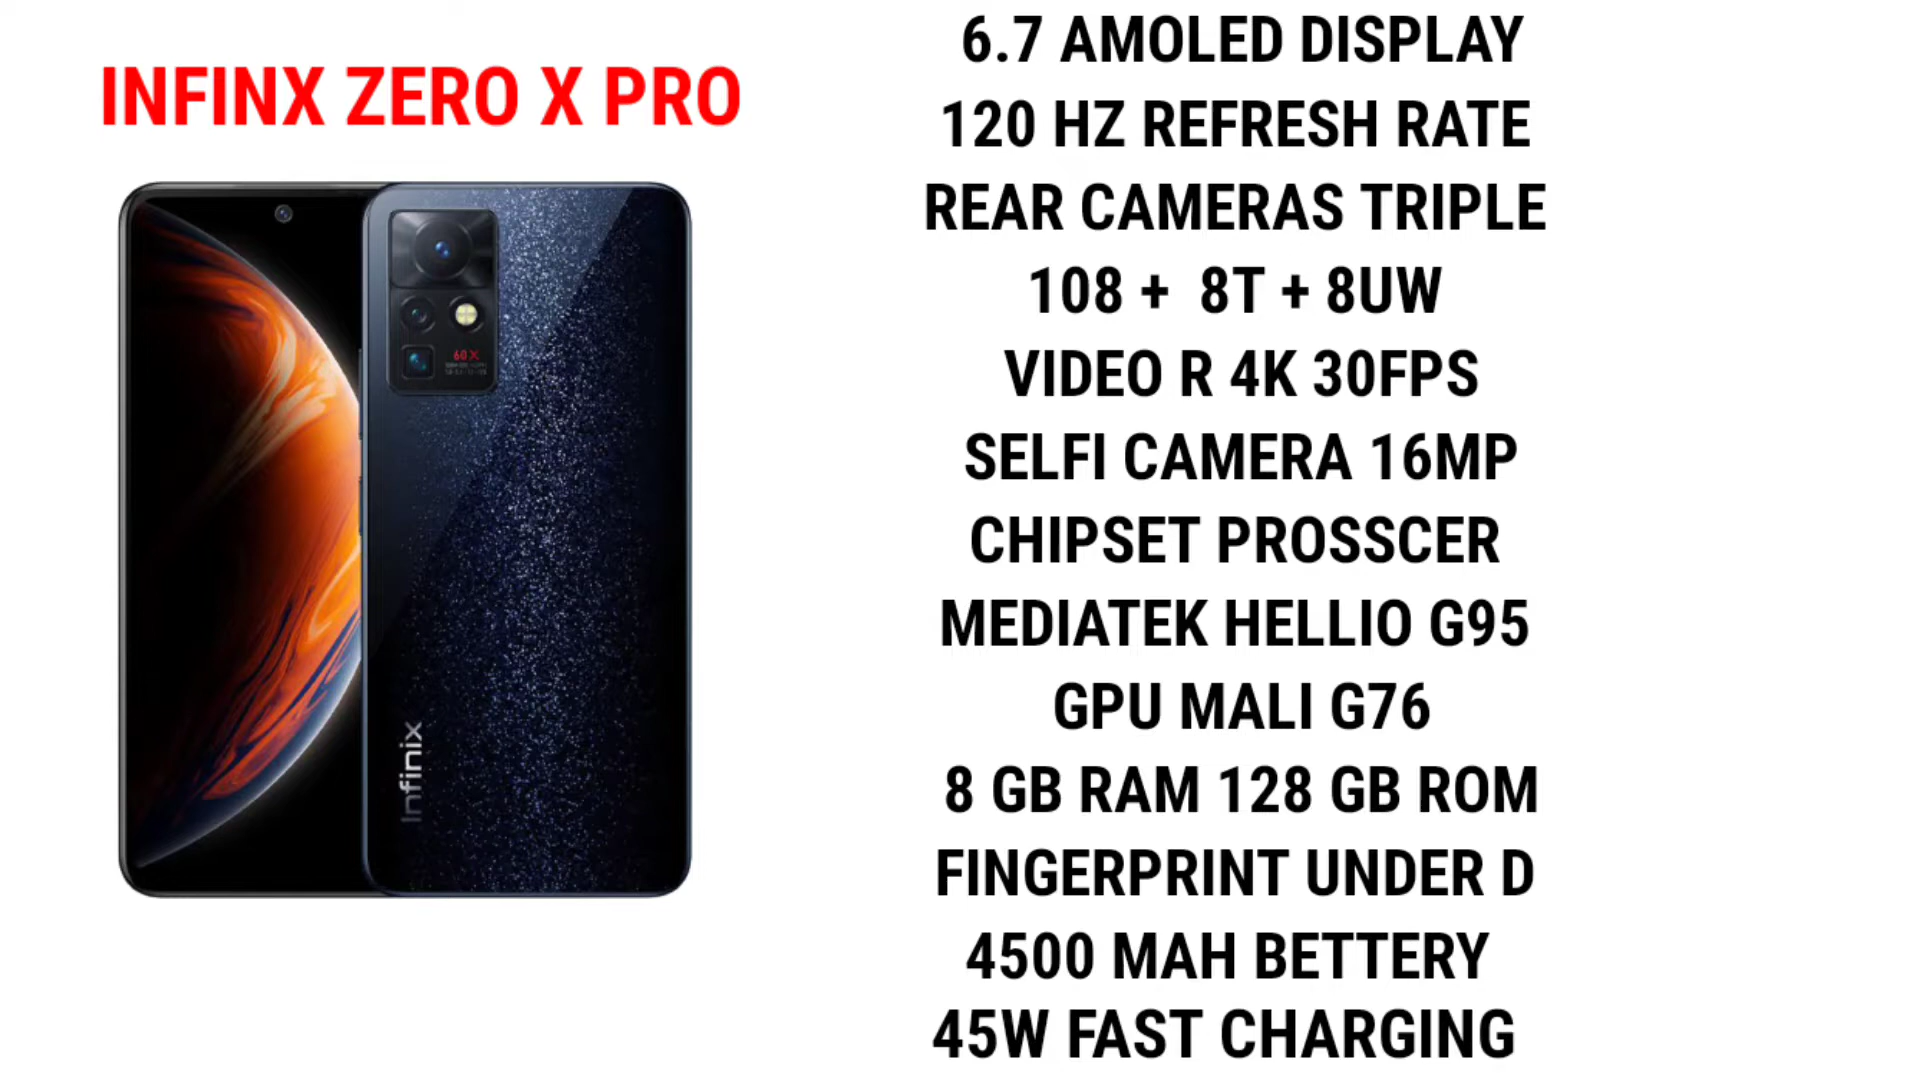 INFINX ZERO X PRO
60X
Infinix
6.7 AMOLED DISPLAY
120 HZ REFRESH RATE
REAR CAMERAS TRIPLE
108 + 8T + 8UW
VIDEO R 4K 30FPS
SELFI CAMERA 16MP
CHIPSET PROSSCER
MEDIATEK HELLIO G95
GPU MALI G76
8 GB RAM 128 GB ROM
FINGERPRINT UNDER D
4500 MAH BETTERY
45W FAST CHARGING